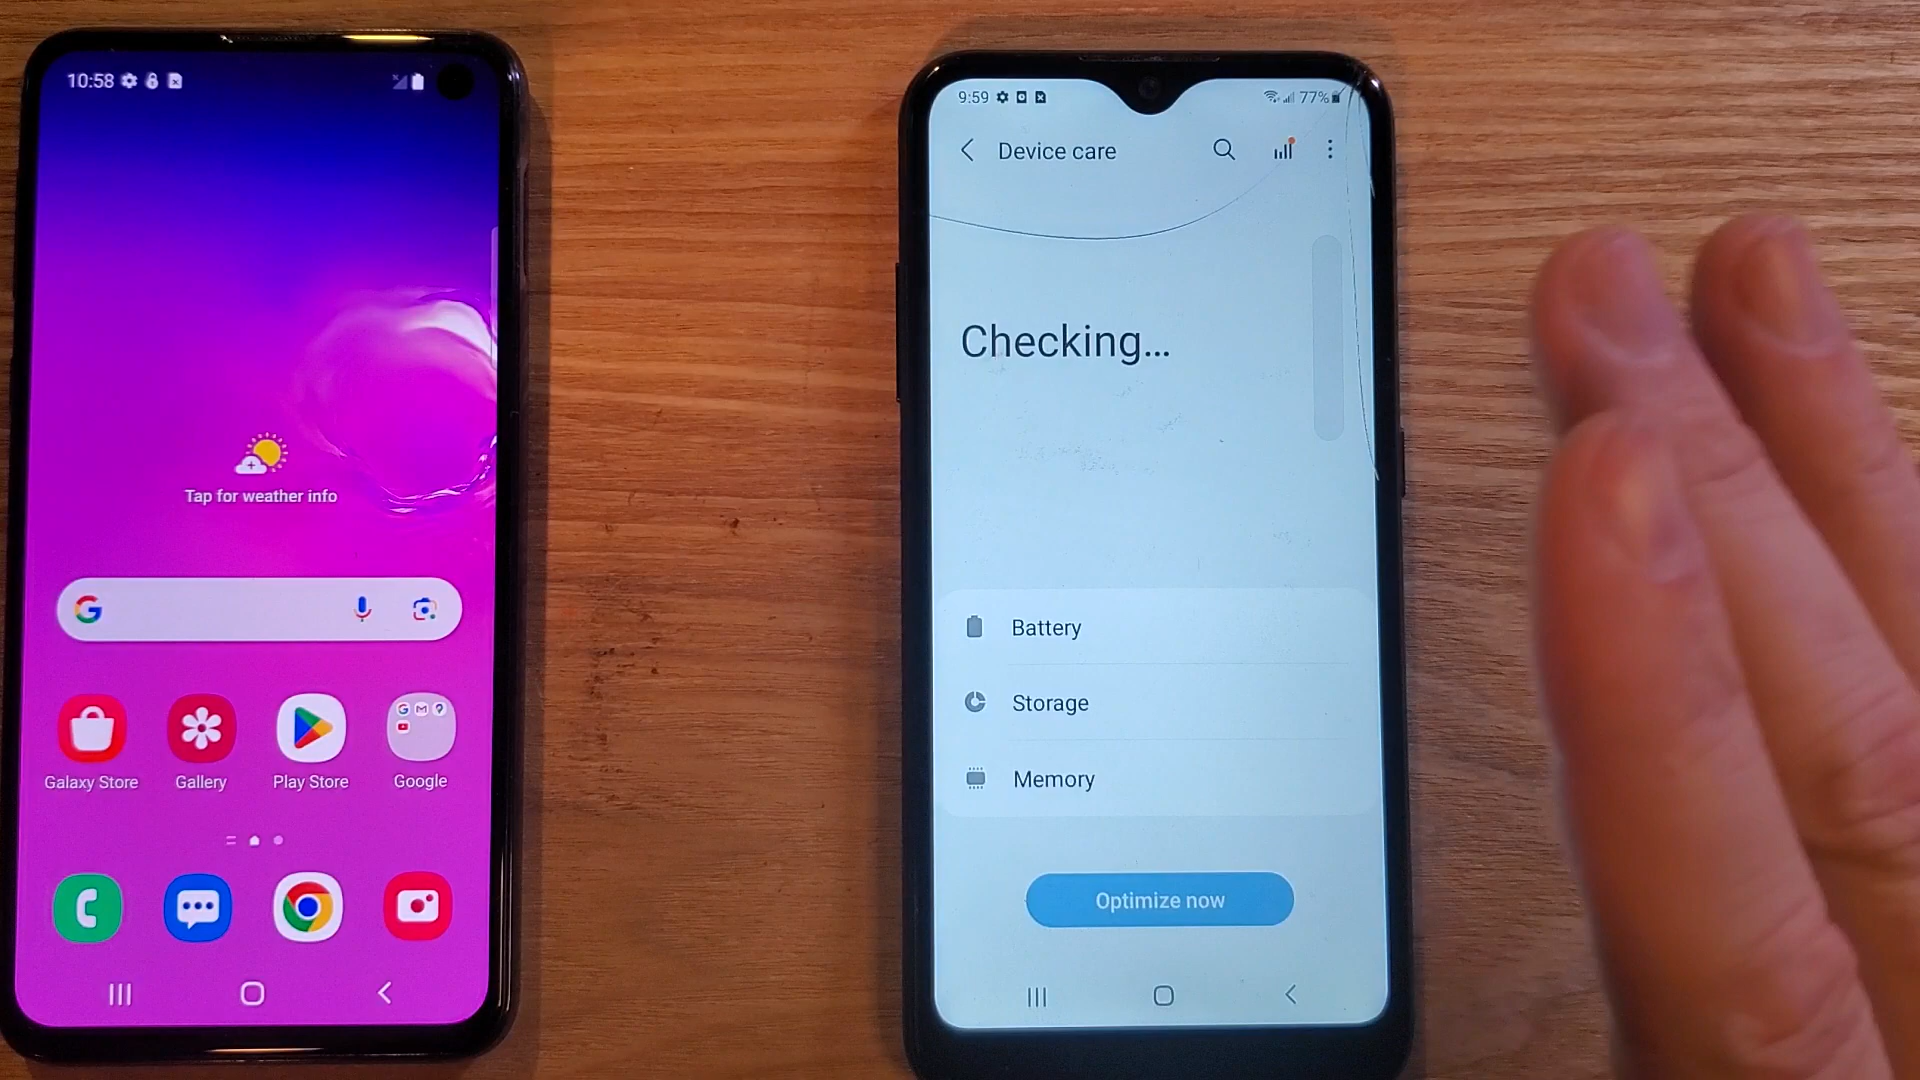 10:58
Tap for weather info
Galaxy Store
Gallery
Play Store
Google
9:59
77%
Device care
Checking...
Battery
Storage
Memory
Optimize now